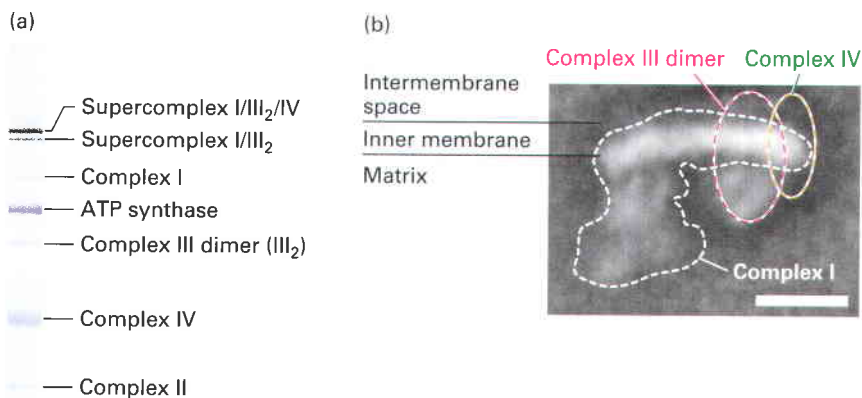 (a)
Supercomplex I/III₂/IV
Supercomplex I/III₂
Complex I
ATP synthase
Complex III dimer (III₂)
Complex IV
Complex II
(b)
Complex III dimer
Complex IV
Intermembrane
space
Inner membrane
Matrix
Complex I